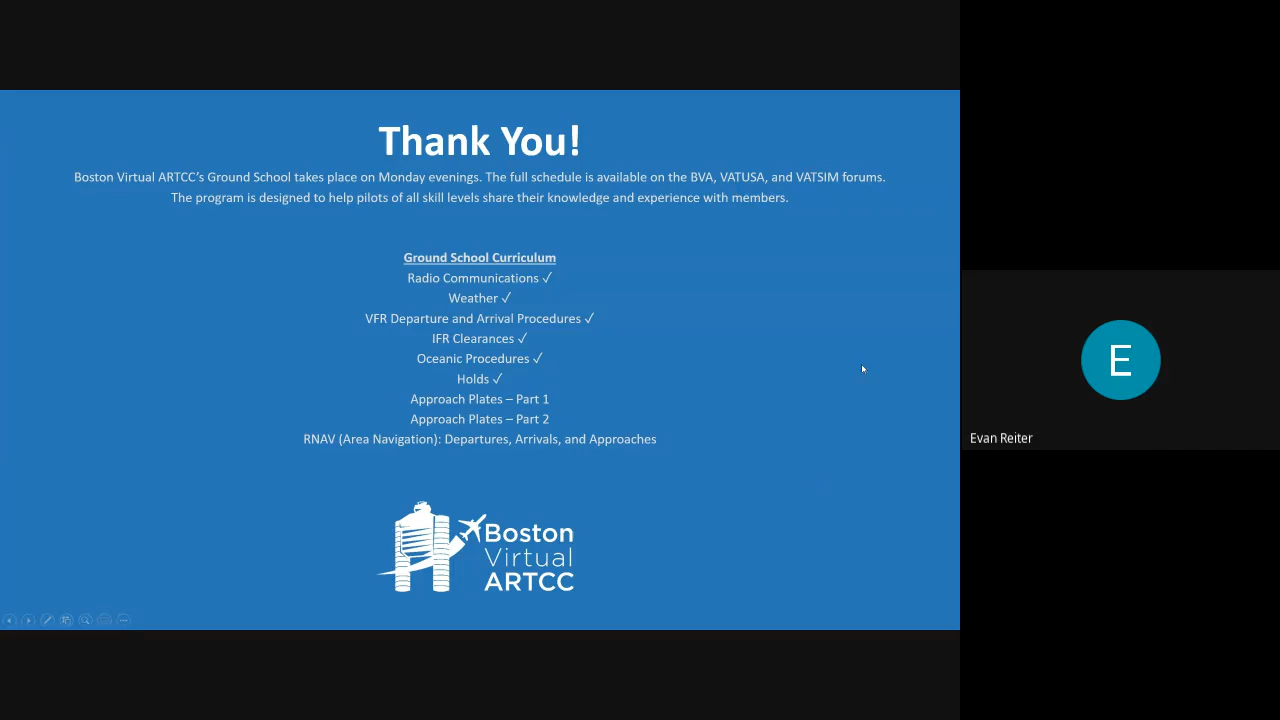 Thank You!
Boston Virtual ARTCC’s Ground School takes place on Monday evenings. The full schedule is available on the BVA, VATUSA, and VATSIM forums.
The program is designed to help pilots of all skill levels share their knowledge and experience with members.
Ground School Curriculum
Radio Communications ✓
Weather ✓
VFR Departure and Arrival Procedures ✓
IFR Clearances ✓
Oceanic Procedures ✓
Holds ✓
Approach Plates – Part 1
Approach Plates – Part 2
RNAV (Area Navigation): Departures, Arrivals, and Approaches
Boston
Virtual
ARTCC
E
Evan Reiter